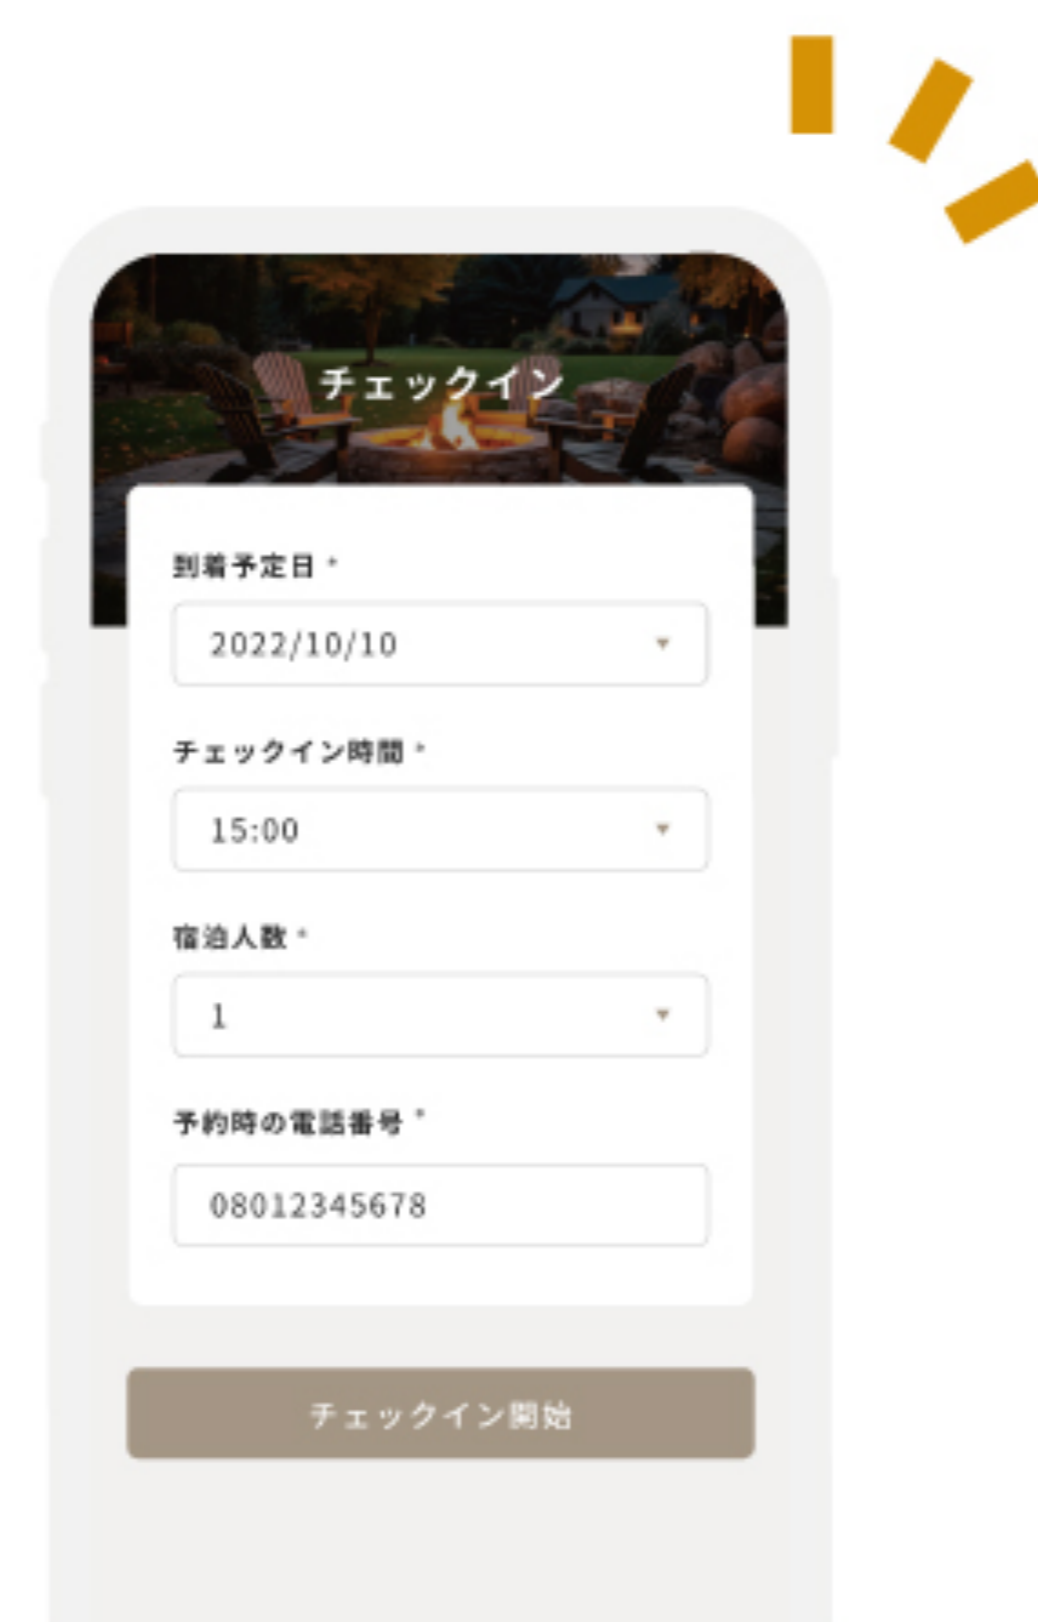 チェックイン
到着予定日 *
2022/10/10
チェックイン時間 *
15:00
宿泊人数 *
1
予約時の電話番号 *
08012345678
チェックイン開始